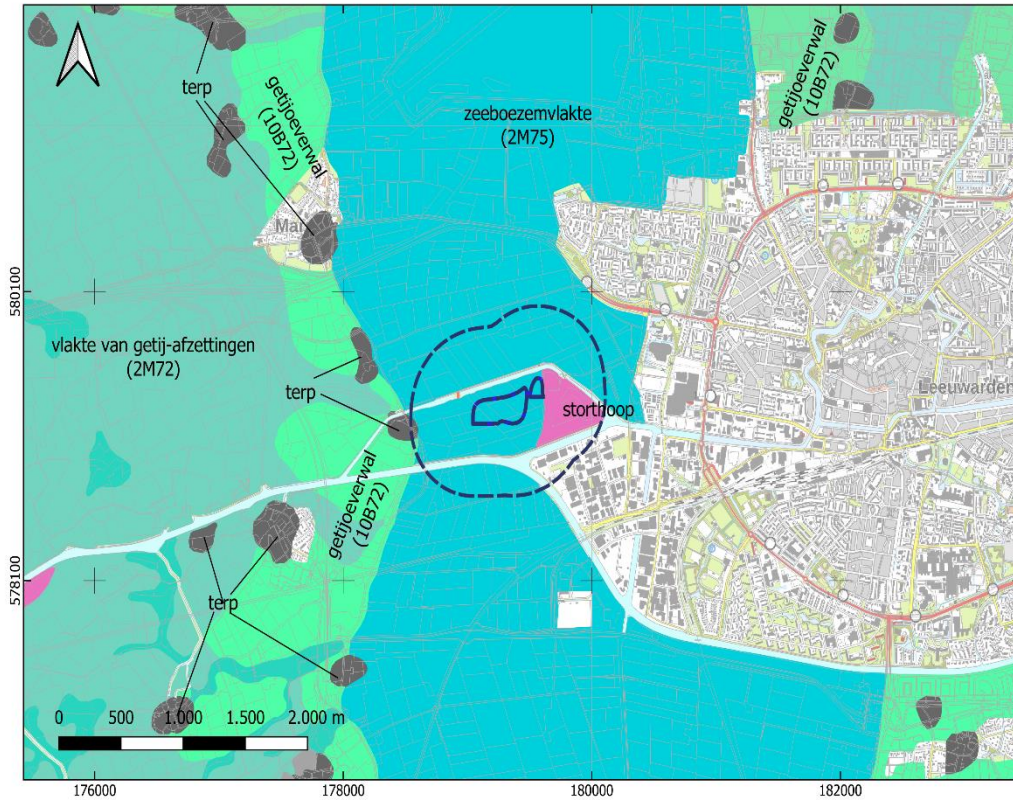 terp
getijoeverwal
(10B72)
zeeboezemvlakte
(2M75)
getijoeverwal
(10B72)
580100
vlakte van getij-afzettingen
(2M72)
terp
storthoop
Leeuwarden
getijoeverwal
(10B72)
578100
terp
0 500 1.000 1.500 2.000 m
176000 178000 180000 182000